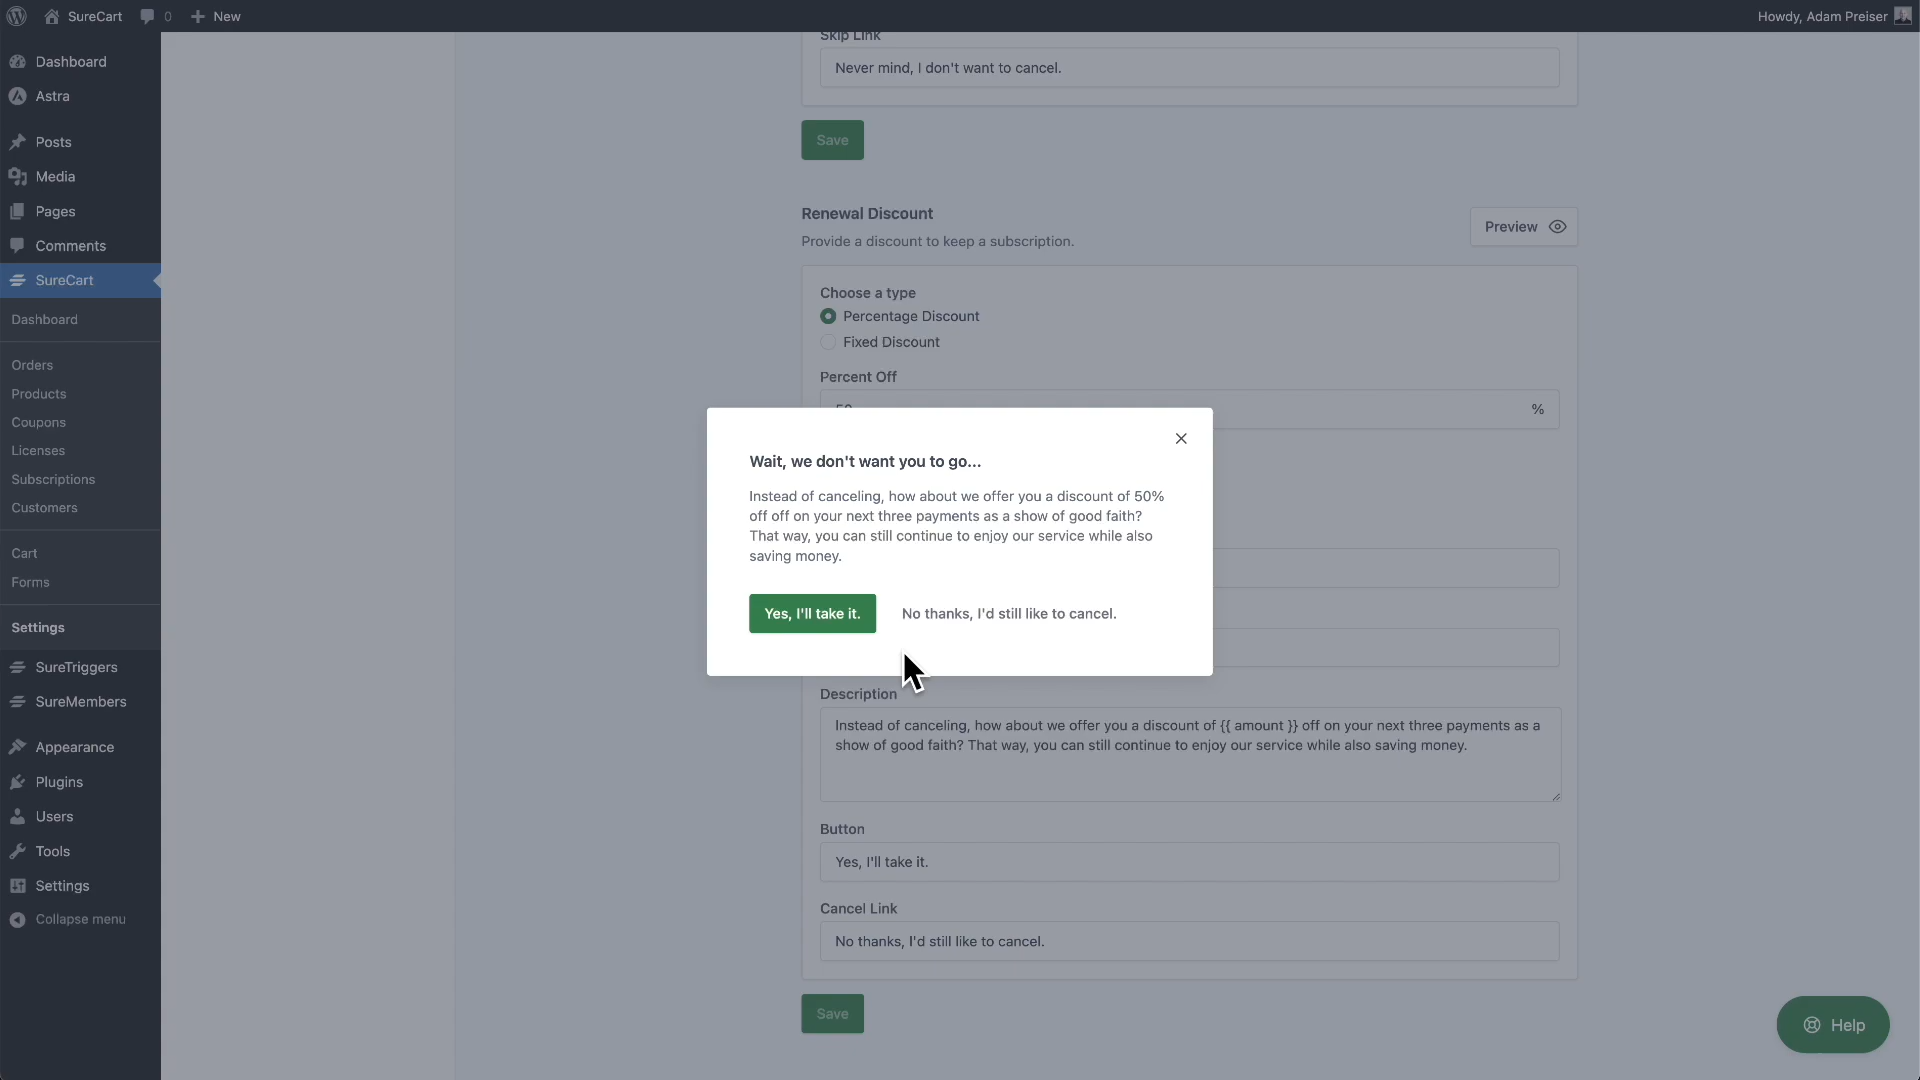 SureCart
0
New
Howdy, Adam Preiser
Dashboard
Astra
Posts
Media
Pages
Comments
SureCart
Dashboard
Orders
Products
Coupons
Licenses
Subscriptions
Customers
Cart
Forms
Settings
SureTriggers
SureMembers
Appearance
Plugins
Users
Tools
Settings
Collapse menu
Skip Link
Never mind, I don't want to cancel.
Save
Renewal Discount
Provide a discount to keep a subscription.
Preview
Choose a type
Percentage Discount
Fixed Discount
Percent Off
50
%
Wait, we don't want you to go...
Instead of canceling, how about we offer you a discount of 50%
off off on your next three payments as a show of good faith?
That way, you can still continue to enjoy our service while also
saving money.
Yes, I'll take it.
No thanks, I'd still like to cancel.
Description
Instead of canceling, how about we offer you a discount of {{ amount }} off on your next three payments as a
show of good faith? That way, you can still continue to enjoy our service while also saving money.
Button
Yes, I'll take it.
Cancel Link
No thanks, I'd still like to cancel.
Save
Help